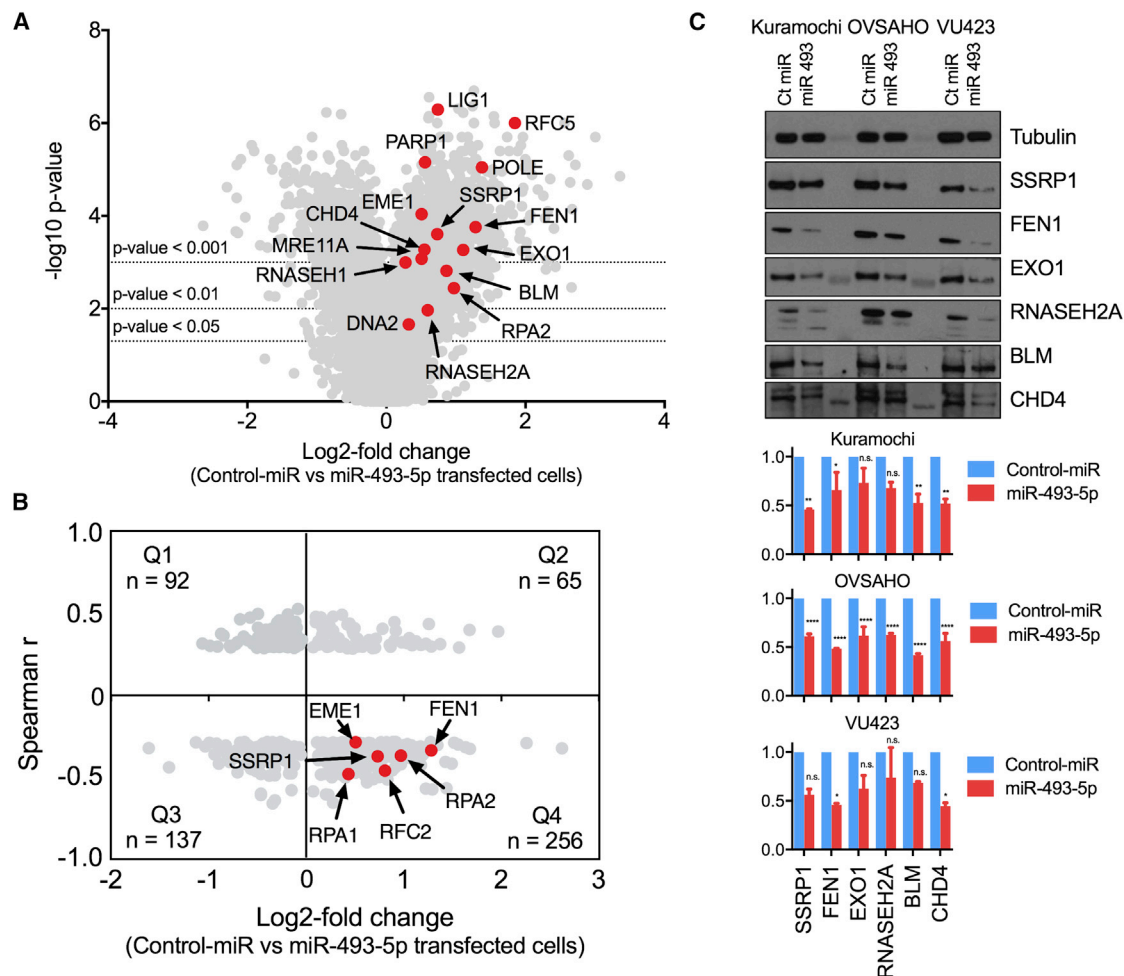 A
8
6
4
2
0
-4
-2
0
2
4
-log10 p-value
p-value < 0.001
p-value < 0.01
p-value < 0.05
LIG1
RFC5
PARP1
POLE
SSRP1
EME1
FEN1
CHD4
MRE11A
EXO1
RNASEH1
BLM
RPA2
DNA2
RNASEH2A
Log2-fold change
(Control-miR vs miR-493-5p transfected cells)
B
1.0
0.5
0
-0.5
-1.0
Spearman r
Q1
n = 92
Q2
n = 65
EME1
FEN1
SSRP1
RPA2
RPA1
RFC2
Q3
n = 137
Q4
n = 256
-2
-1
0
1
2
3
Log2-fold change
(Control-miR vs miR-493-5p transfected cells)
C
Kuramochi OVSAHO VU423
Ct miR
miR 493
Ct miR
miR 493
Ct miR
miR 493
Tubulin
SSRP1
FEN1
EXO1
RNASEH2A
BLM
CHD4
Kuramochi
1.0
0.5
0.0
** * n.s. n.s. ** **
Control-miR
miR-493-5p
OVSAHO
1.0
0.5
0.0
**** **** **** **** **** ****
Control-miR
miR-493-5p
VU423
1.0
0.5
0.0
n.s. * n.s. n.s. n.s. *
Control-miR
miR-493-5p
SSRP1
FEN1
EXO1
RNASEH2A
BLM
CHD4